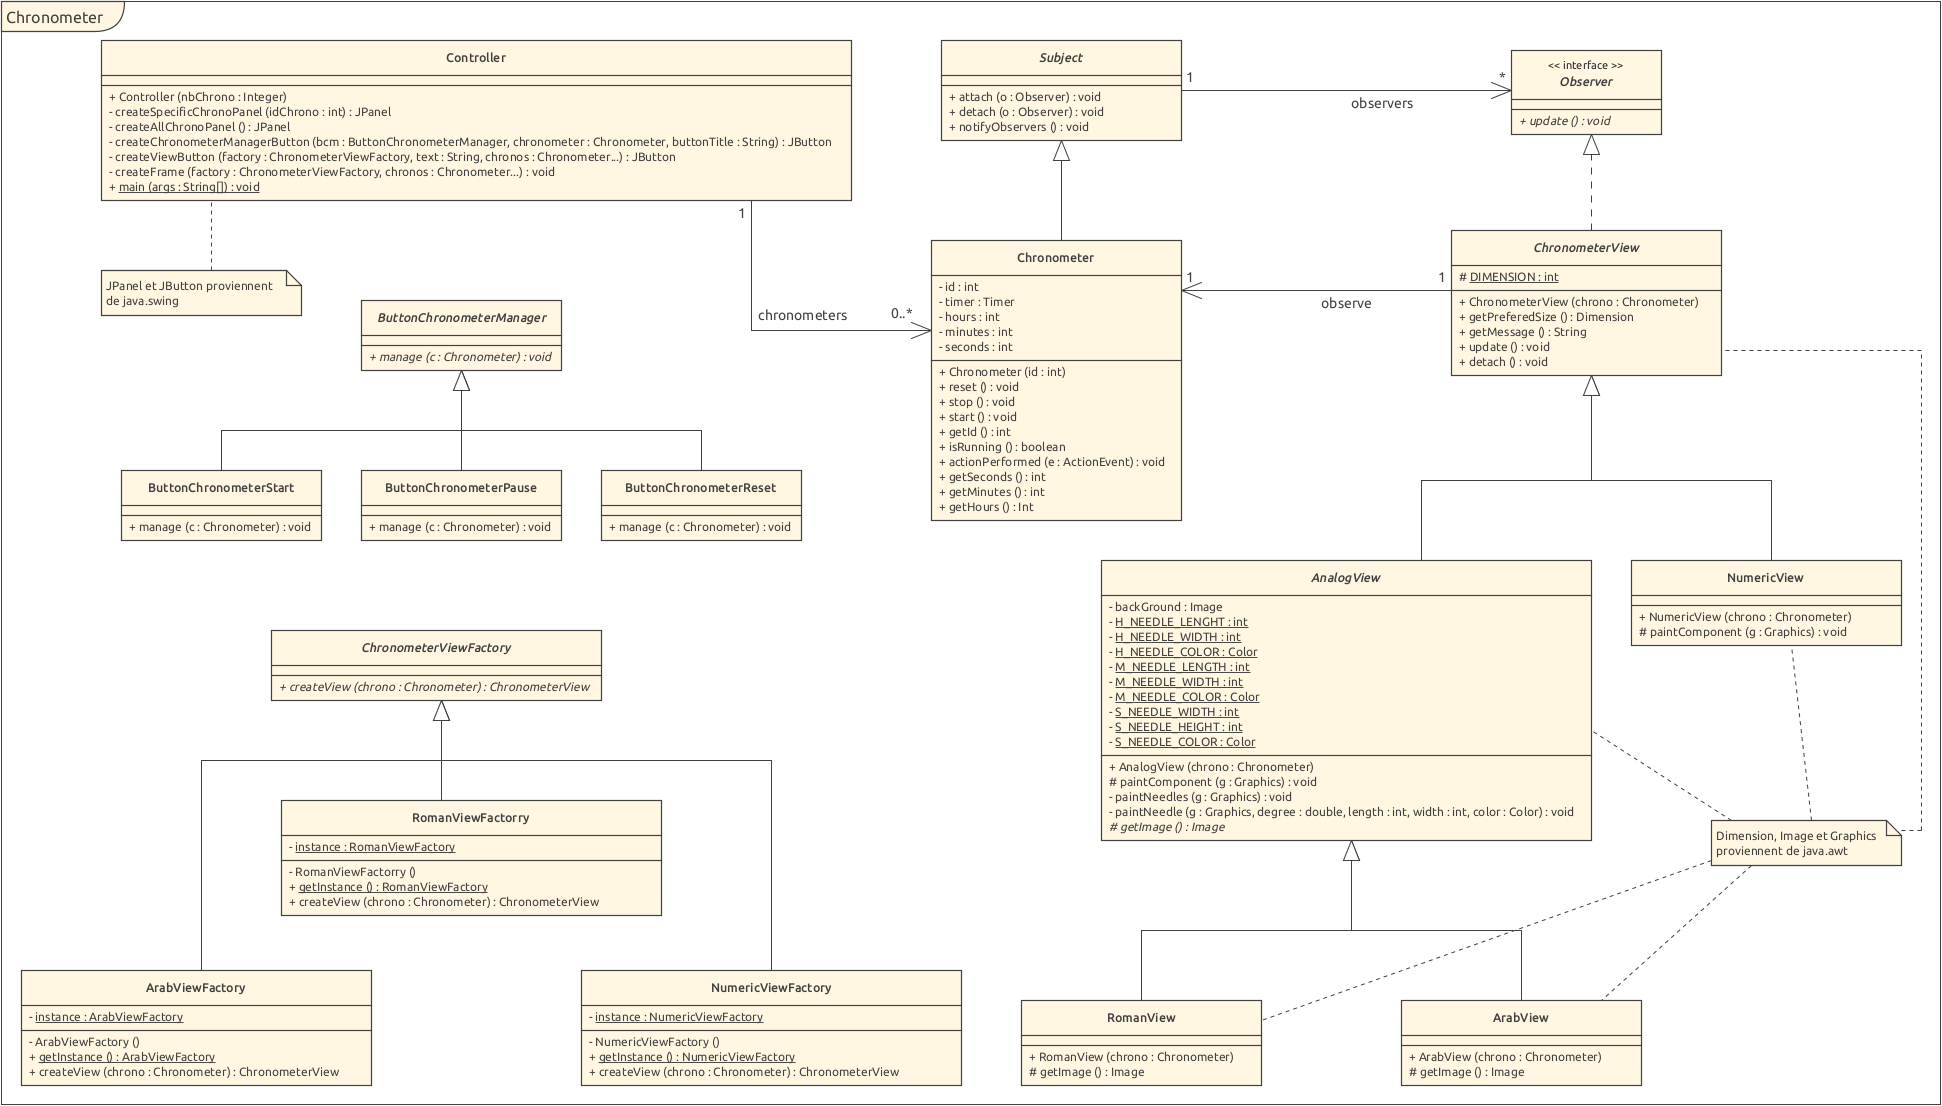 Chronometer
Controller
+ Controller (nbChrono : Integer)
- createSpecificChronoPanel (idChrono : int) : JPanel
- createAllChronoPanel () : JPanel
- createChronometerManagerButton (bcm : ButtonChronometerManager, chronometer : Chronometer, buttonTitle : String) : JButton
- createViewButton (factory : ChronometerViewFactory, text : String, chronos : Chronometer...) : JButton
- createFrame (factory : ChronometerViewFactory, chronos : Chronometer...) : void
+ main (args : String[]) : void
Subject
+ attach (o : Observer) : void
+ detach (o : Observer) : void
+ notifyObservers () : void
1
*
observers
<< interface >>
Observer
+ update () : void
JPanel et JButton proviennent
de java.swing
1
chronometers
0..*
Chronometer
- id : int
- timer : Timer
- hours : int
- minutes : int
- seconds : int
+ Chronometer (id : int)
+ reset () : void
+ stop () : void
+ start () : void
+ getId () : int
+ isRunning () : boolean
+ actionPerformed (e : ActionEvent) : void
+ getSeconds () : int
+ getMinutes () : int
+ getHours () : Int
1
1
observe
ChronometerView
# DIMENSION : int
+ ChronometerView (chrono : Chronometer)
+ getPreferedSize () : Dimension
+ getMessage () : String
+ update () : void
+ detach () : void
ButtonChronometerManager
+ manage (c : Chronometer) : void
ButtonChronometerStart
+ manage (c : Chronometer) : void
ButtonChronometerPause
+ manage (c : Chronometer) : void
ButtonChronometerReset
+ manage (c : Chronometer) : void
AnalogView
- backGround : Image
- H_NEEDLE_LENGHT : int
- H_NEEDLE_WIDTH : int
- H_NEEDLE_COLOR : Color
- M_NEEDLE_LENGTH : int
- M_NEEDLE_WIDTH : int
- M_NEEDLE_COLOR : Color
- S_NEEDLE_WIDTH : int
- S_NEEDLE_HEIGHT : int
- S_NEEDLE_COLOR : Color
+ AnalogView (chrono : Chronometer)
# paintComponent (g : Graphics) : void
- paintNeedles (g : Graphics) : void
- paintNeedle (g : Graphics, degree : double, length : int, width : int, color : Color) : void
# getImage () : Image
NumericView
+ NumericView (chrono : Chronometer)
# paintComponent (g : Graphics) : void
ChronometerViewFactory
+ createView (chrono : Chronometer) : ChronometerView
RomanViewFactorry
- instance : RomanViewFactory
- RomanViewFactorry ()
+ getInstance () : RomanViewFactory
+ createView (chrono : Chronometer) : ChronometerView
Dimension, Image et Graphics
proviennent de java.awt
ArabViewFactory
- instance : ArabViewFactory
- ArabViewFactory ()
+ getInstance () : ArabViewFactory
+ createView (chrono : Chronometer) : ChronometerView
NumericViewFactory
- instance : NumericViewFactory
- NumericViewFactory ()
+ getInstance () : NumericViewFactory
+ createView (chrono : Chronometer) : ChronometerView
RomanView
+ RomanView (chrono : Chronometer)
# getImage () : Image
ArabView
+ ArabView (chrono : Chronometer)
# getImage () : Image